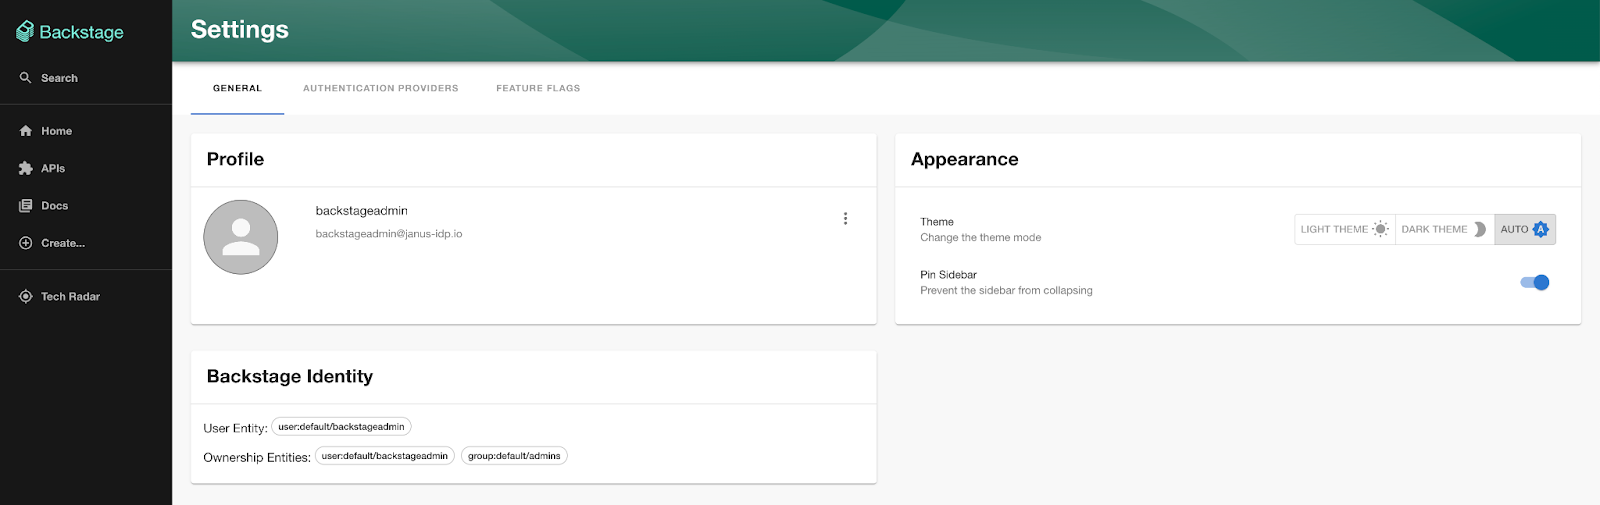 Backstage
Search
Home
APIs
Docs
Create...
Tech Radar
Settings
GENERAL AUTHENTICATION PROVIDERS FEATURE FLAGS
Profile
backstageadmin
backstageadmin@janus-idp.io
Appearance
Theme
Change the theme mode
LIGHT THEME DARK THEME AUTO A
Pin Sidebar
Prevent the sidebar from collapsing
Backstage Identity
User Entity: user:default/backstageadmin
Ownership Entities: user:default/backstageadmin group:default/admins